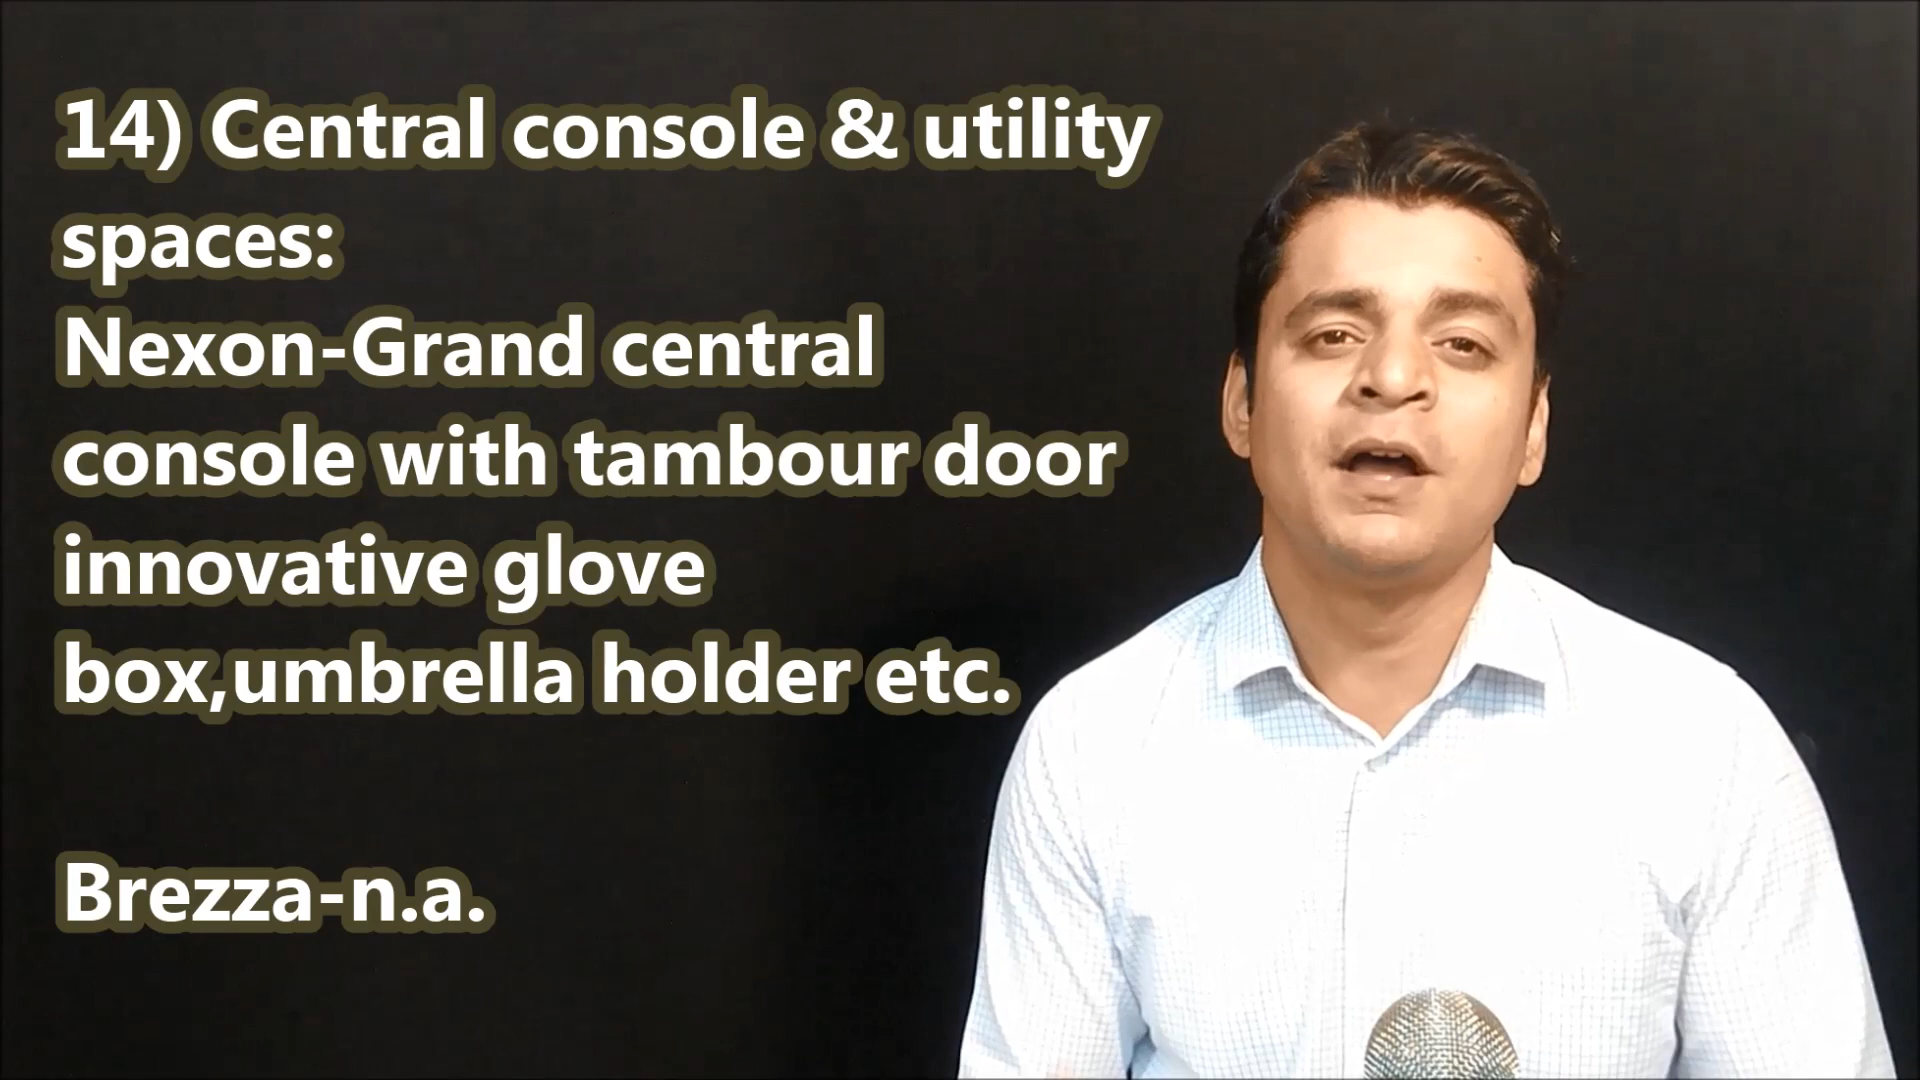 14) Central console & utility
spaces:
Nexon-Grand central
console with tambour door
innovative glove
box,umbrella holder etc.
Brezza-n.a.